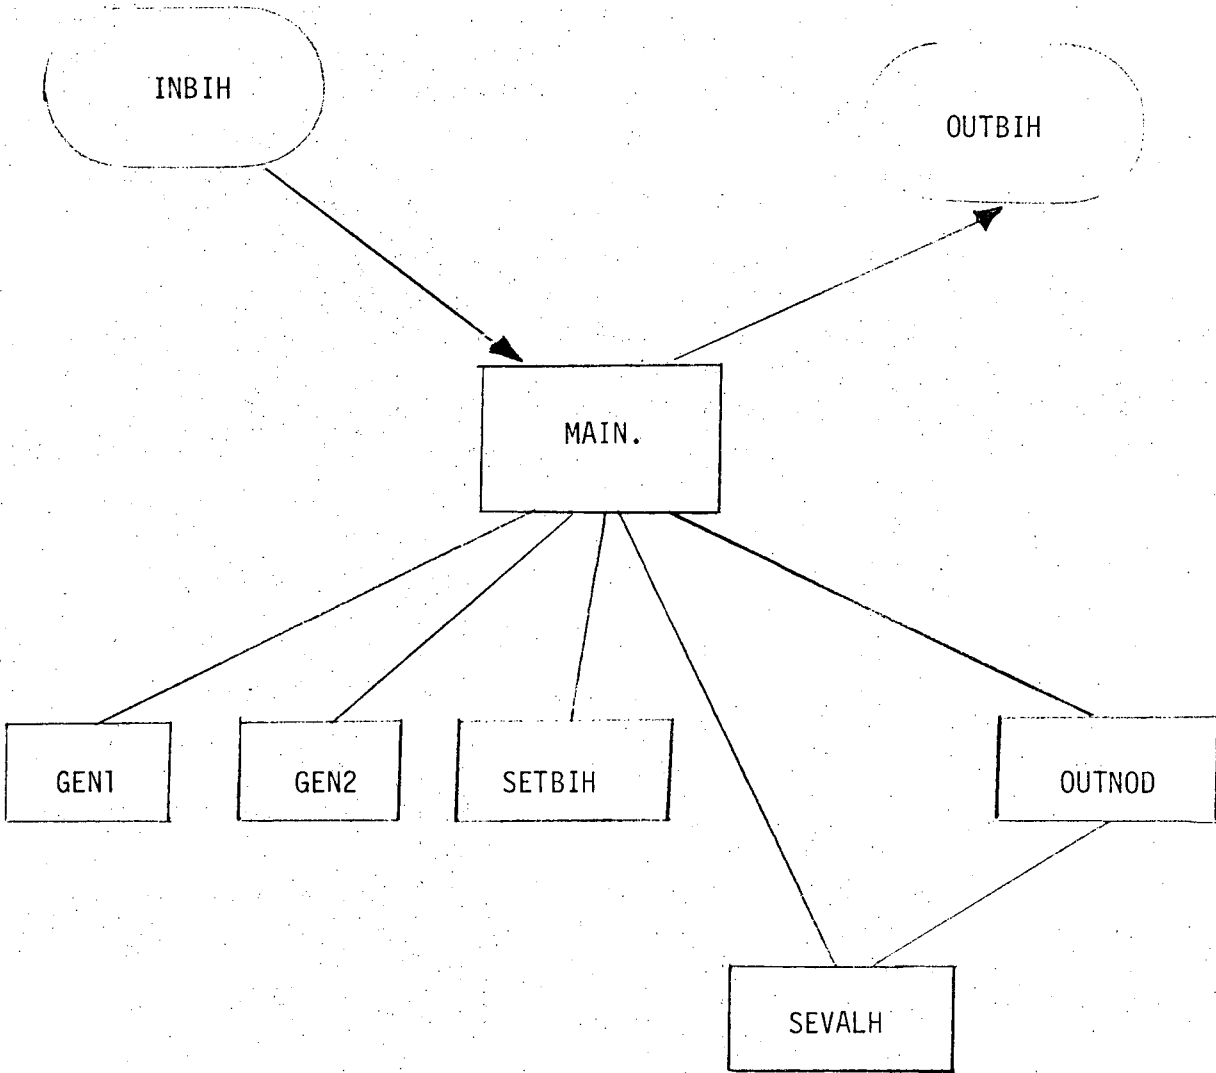 INBIH
OUTBIH
MAIN.
GEN1
GEN2
SETBIH
OUTNOD
SEVALH